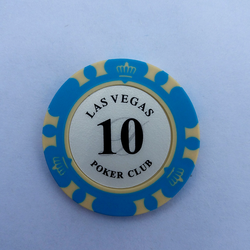 LAS VEGAS
10
POKER CLUB